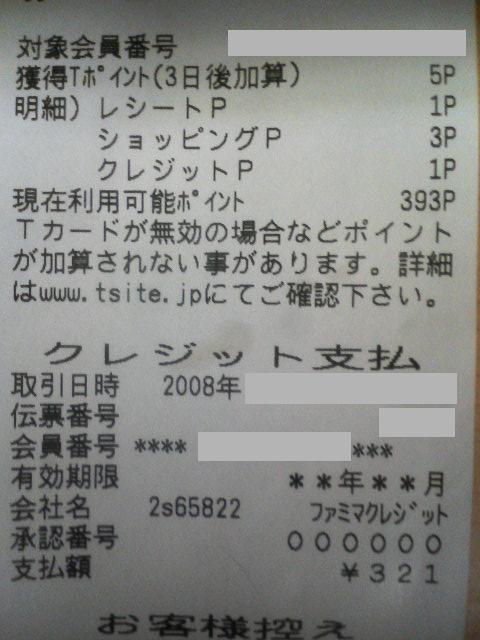 対象会員番号
獲得Tﾎﾟｲﾝﾄ(3日後加算) 5P
明細) レシートP 1P
ショッピングP 3P
クレジットP 1P
現在利用可能ﾎﾟｲﾝﾄ 393P
Tカードが無効の場合などポイント
が加算されない事があります。詳細
はwww.tsite.jpにてご確認下さい。
クレジット支払
取引日時 2008年
伝票番号
会員番号 **** ***
有効期限 **年**月
会社名 2s65822 ファミマクレジット
承認番号 000000
支払額 ¥321
お客様控え